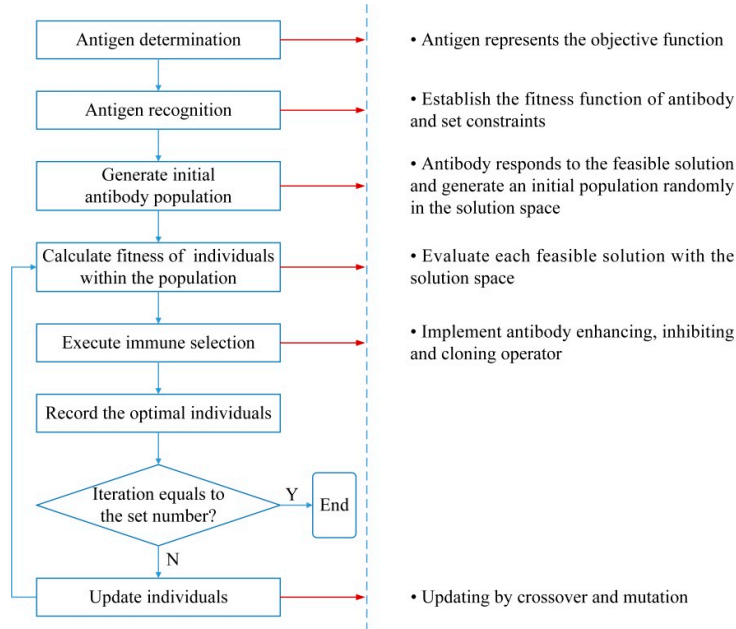 Antigen determination
• Antigen represents the objective function
Antigen recognition
• Establish the fitness function of antibody
and set constraints
Generate initial
antibody population
• Antibody responds to the feasible solution
and generate an initial population randomly
in the solution space
Calculate fitness of individuals
within the population
• Evaluate each feasible solution with the
solution space
Execute immune selection
• Implement antibody enhancing, inhibiting
and cloning operator
Record the optimal individuals
Iteration equals to
the set number?
Y
End
N
Update individuals
• Updating by crossover and mutation